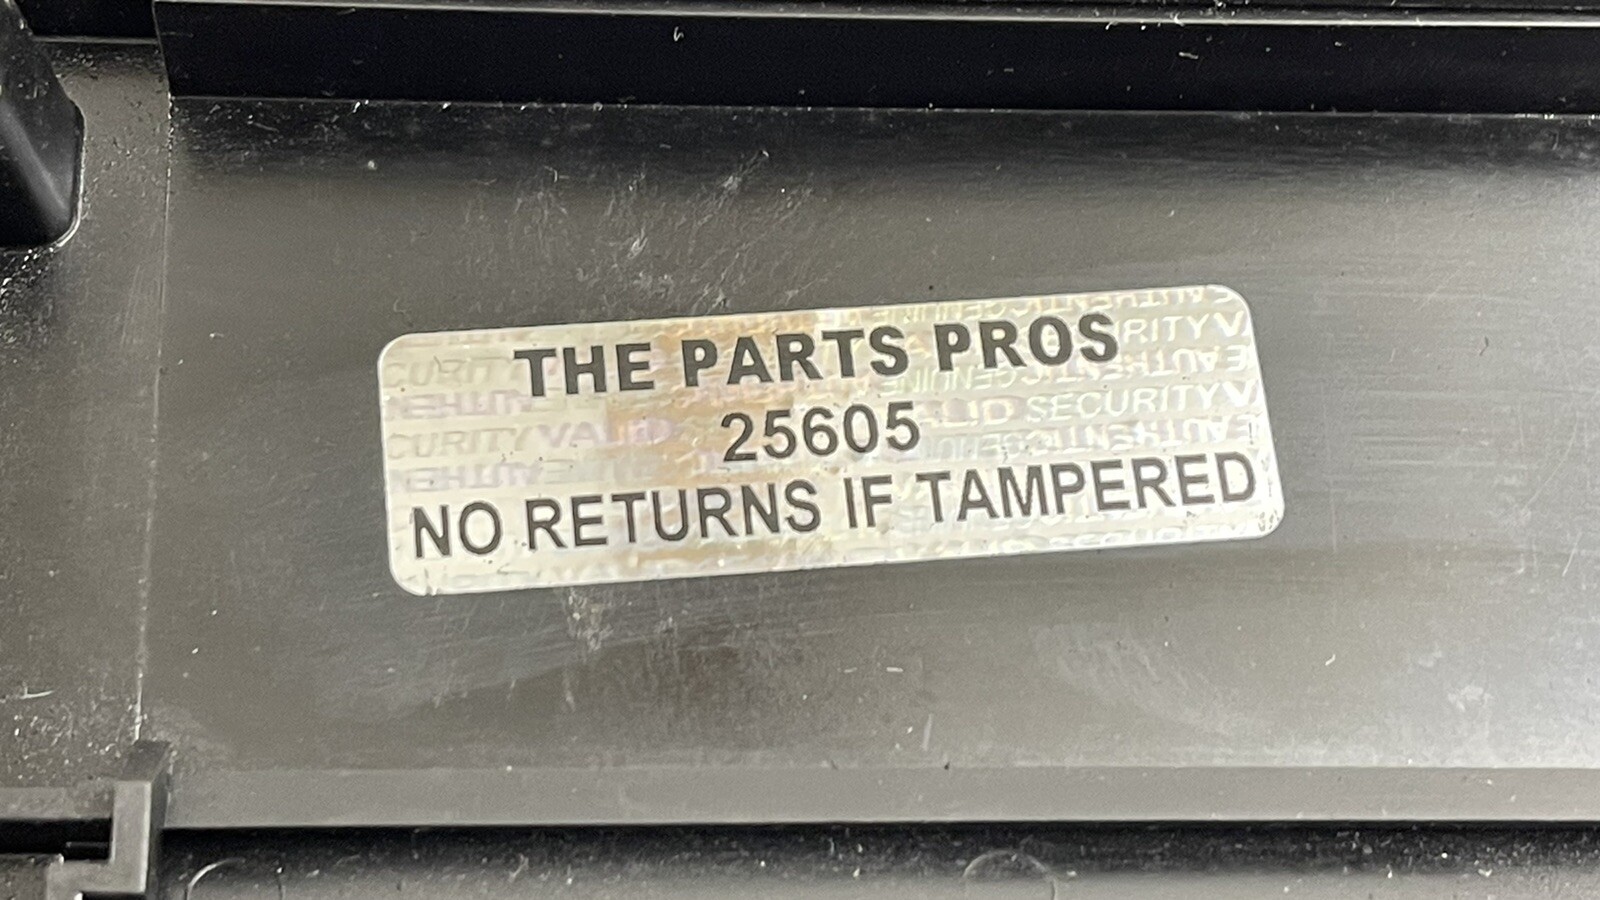 THE PARTS PROS
25605
NO RETURNS IF TAMPERED